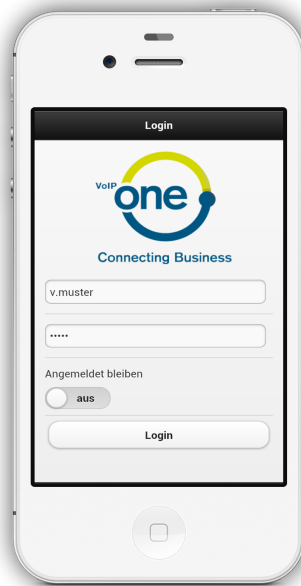 Login
VoIP
one
Connecting Business
v.muster
•••••
Angemeldet bleiben
aus
Login